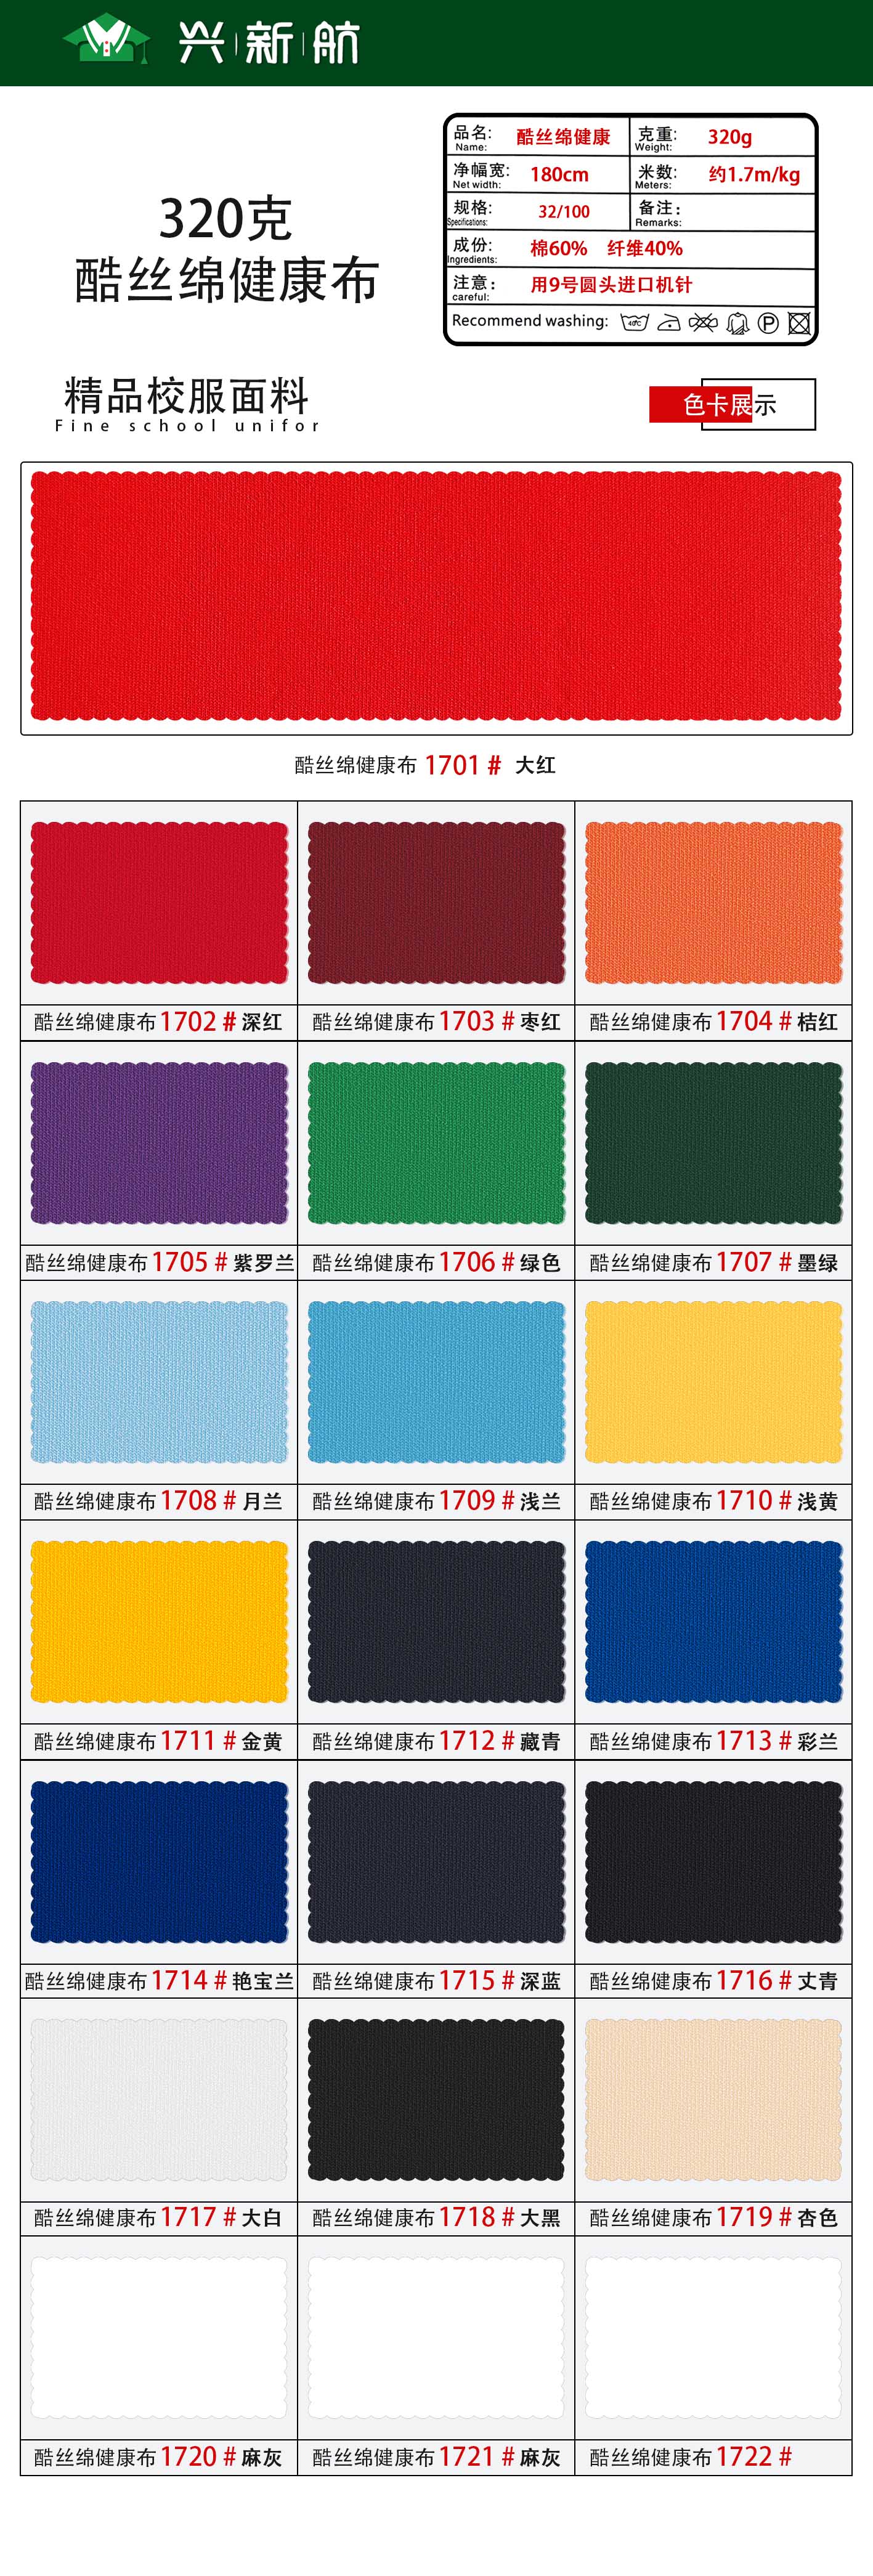 兴新航
品名: 酷丝绵健康 克重: 320g
Name: Weight:
净幅宽: 180cm 米数: 约1.7m/kg
Net width: Meters:
规格: 32/100 备注:
Specifications: Remarks:
成份: 棉60% 纤维40%
Ingredients:
注意: 用9号圆头进口机针
careful:
Recommend washing: 40℃ P
320克
酷丝绵健康布
精品校服面料
Fine school unifor
色卡展示
酷丝绵健康布 1701 # 大红
酷丝绵健康布 1702 # 深红
酷丝绵健康布 1703 # 枣红
酷丝绵健康布 1704 # 桔红
酷丝绵健康布 1705 # 紫罗兰
酷丝绵健康布 1706 # 绿色
酷丝绵健康布 1707 # 墨绿
酷丝绵健康布 1708 # 月兰
酷丝绵健康布 1709 # 浅兰
酷丝绵健康布 1710 # 浅黄
酷丝绵健康布 1711 # 金黄
酷丝绵健康布 1712 # 藏青
酷丝绵健康布 1713 # 彩兰
酷丝绵健康布 1714 # 艳宝兰
酷丝绵健康布 1715 # 深蓝
酷丝绵健康布 1716 # 丈青
酷丝绵健康布 1717 # 大白
酷丝绵健康布 1718 # 大黑
酷丝绵健康布 1719 # 杏色
酷丝绵健康布 1720 # 麻灰
酷丝绵健康布 1721 # 麻灰
酷丝绵健康布 1722 #